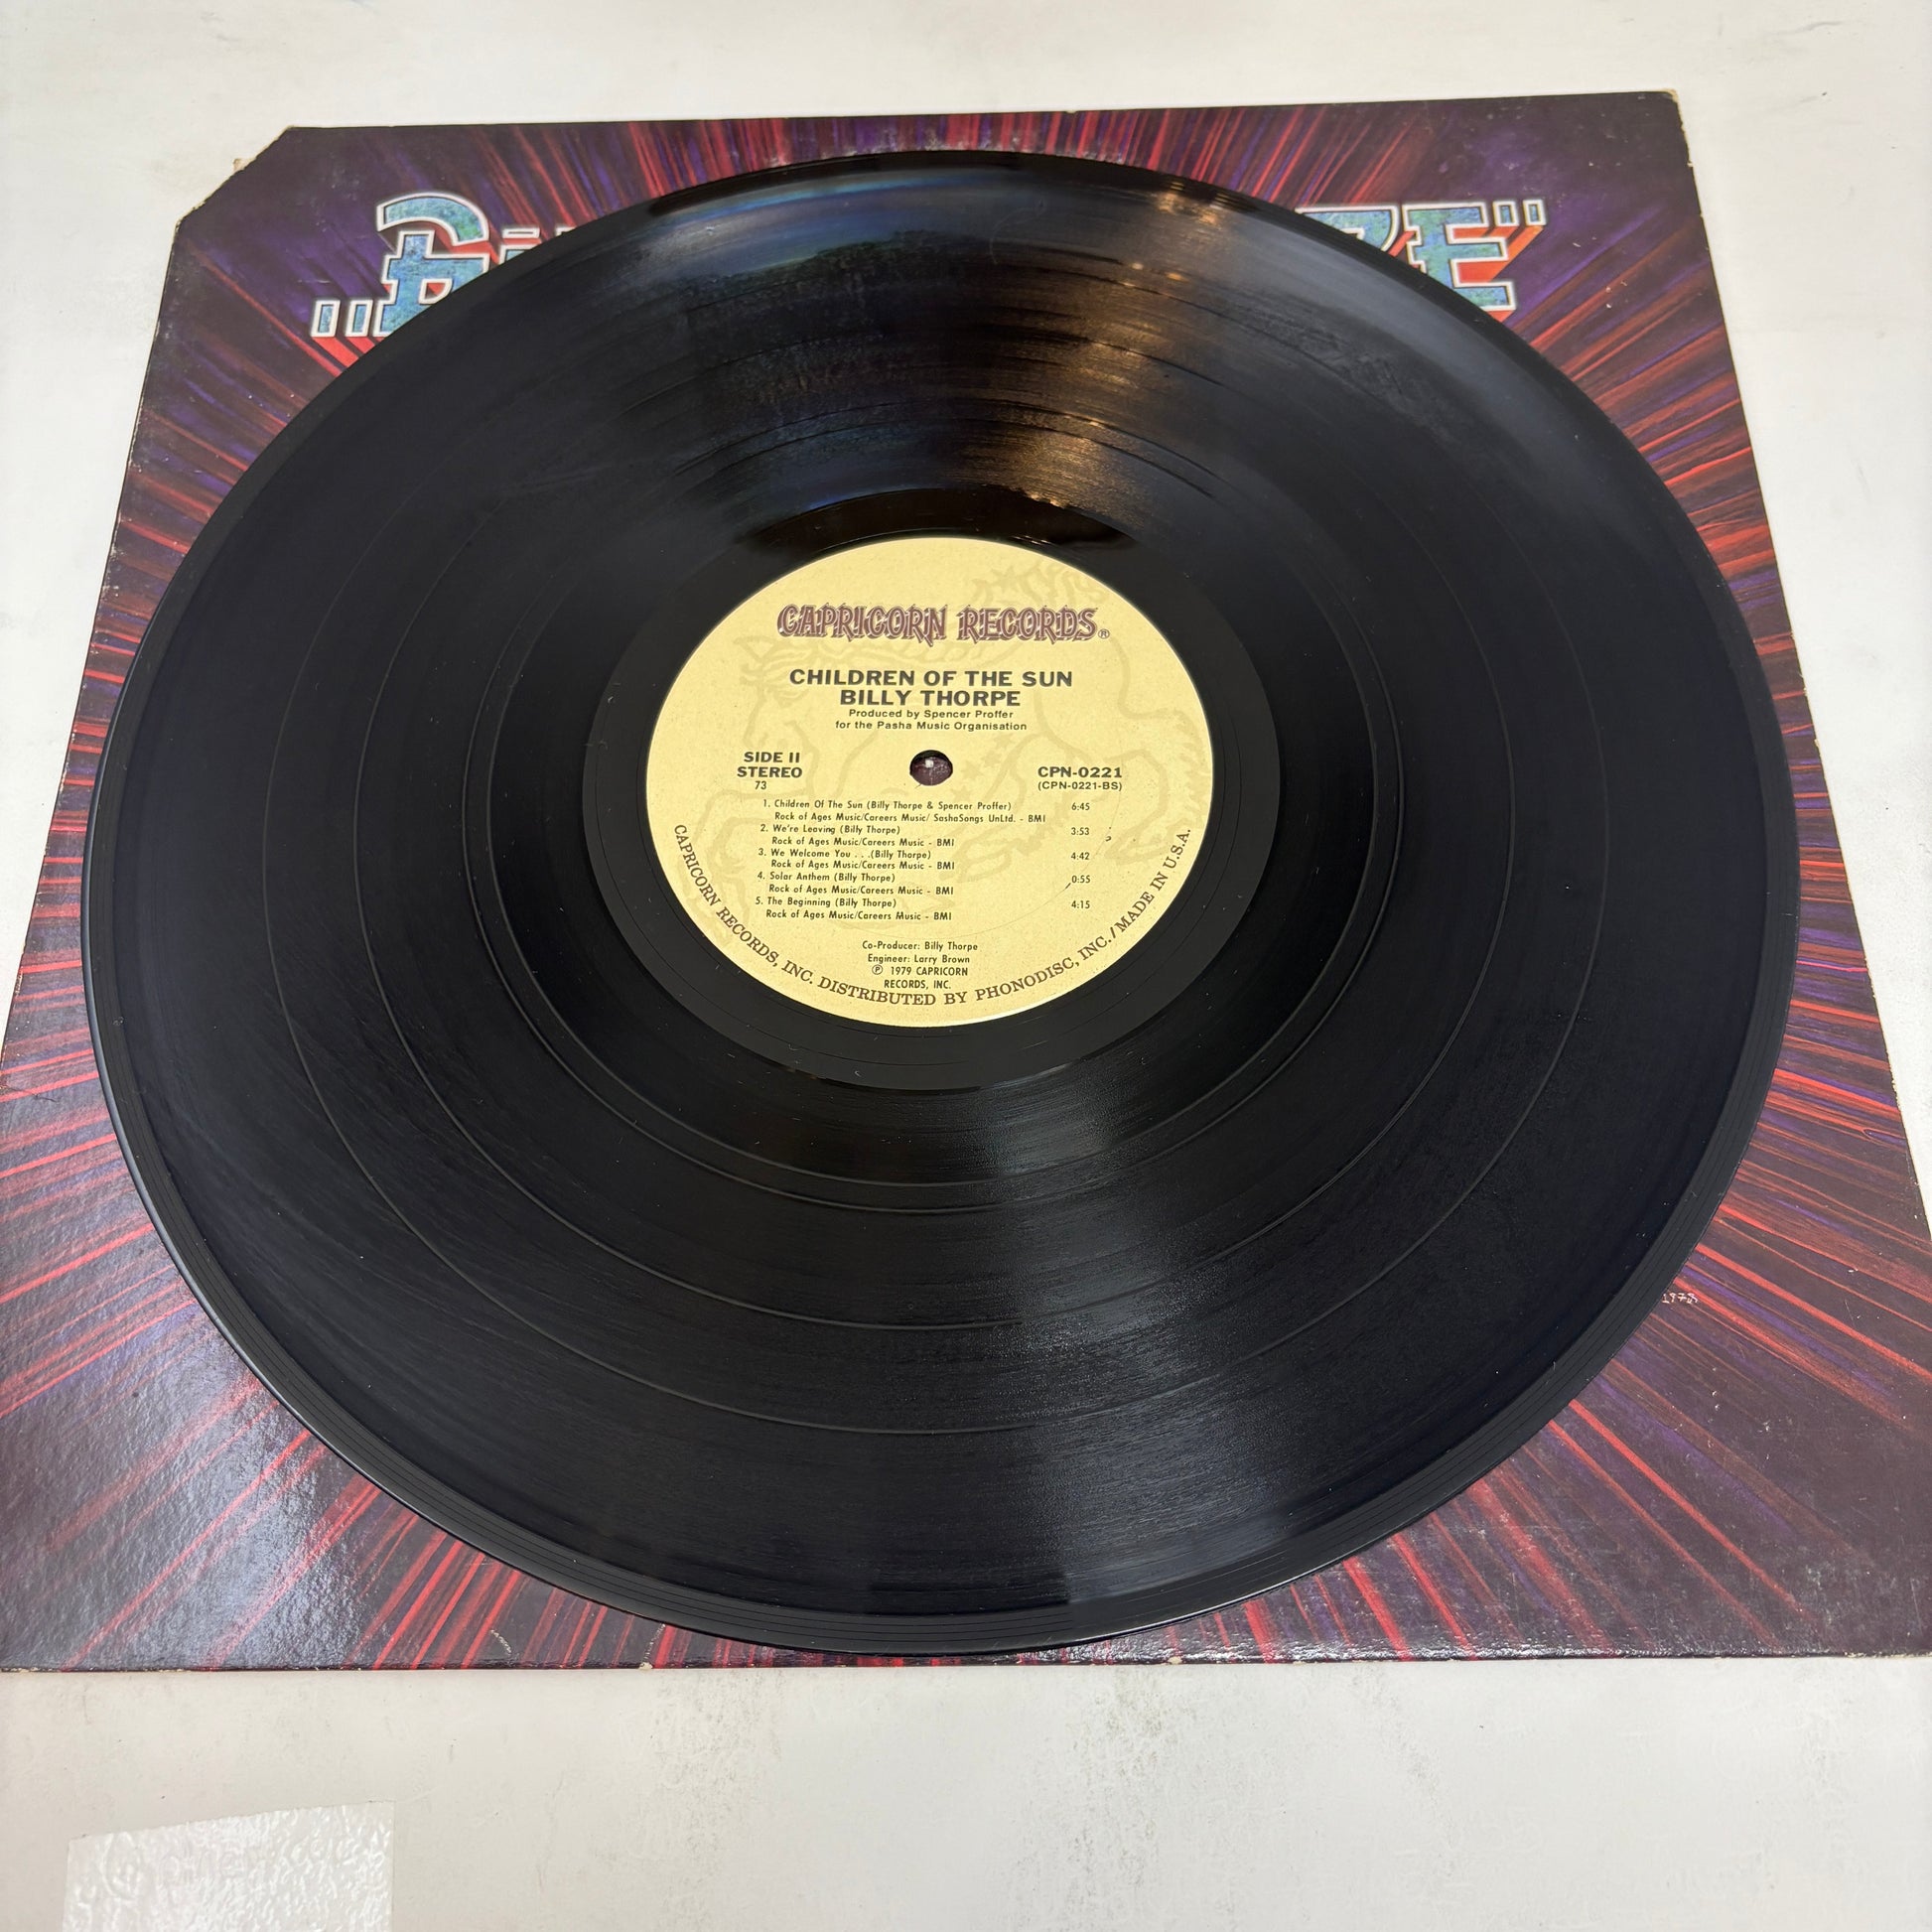 CAPRICORN RECORDS®
CHILDREN OF THE SUN
BILLY THORPE
Produced by Spencer Proffer
for the Pasha Music Organisation
SIDE II
STEREO
73
CPN-0221
(CPN-0221-BS)
1. Children Of The Sun (Billy Thorpe & Spencer Proffer) 6:45
Rock of Ages Music/Careers Music/ SashaSongs UnLtd. - BMI
2. We're Leaving (Billy Thorpe) 3:53
Rock of Ages Music/Careers Music - BMI
3. We Welcome You . . .(Billy Thorpe) 4:42
Rock of Ages Music/Careers Music - BMI
4. Solar Anthem (Billy Thorpe) 0:55
Rock of Ages Music/Careers Music - BMI
5. The Beginning (Billy Thorpe) 4:15
Rock of Ages Music/Careers Music - BMI
Co-Producer: Billy Thorpe
Engineer: Larry Brown
℗ 1979 CAPRICORN
RECORDS, INC.
CAPRICORN RECORDS, INC. DISTRIBUTED BY PHONODISC, INC./MADE IN U.S.A.